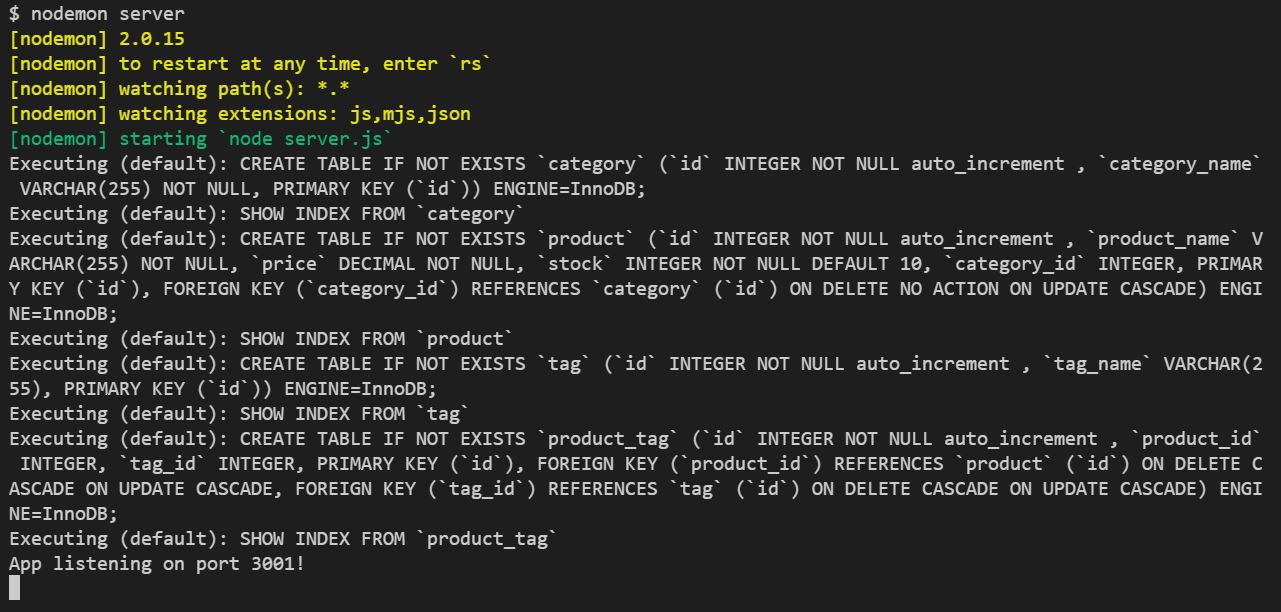 $ nodemon server
[nodemon] 2.0.15
[nodemon] to restart at any time, enter `rs`
[nodemon] watching path(s): *.*
[nodemon] watching extensions: js,mjs,json
[nodemon] starting `node server.js`
Executing (default): CREATE TABLE IF NOT EXISTS `category` (`id` INTEGER NOT NULL auto_increment , `category_name`
 VARCHAR(255) NOT NULL, PRIMARY KEY (`id`)) ENGINE=InnoDB;
Executing (default): SHOW INDEX FROM `category`
Executing (default): CREATE TABLE IF NOT EXISTS `product` (`id` INTEGER NOT NULL auto_increment , `product_name` V
ARCHAR(255) NOT NULL, `price` DECIMAL NOT NULL, `stock` INTEGER NOT NULL DEFAULT 10, `category_id` INTEGER, PRIMAR
Y KEY (`id`), FOREIGN KEY (`category_id`) REFERENCES `category` (`id`) ON DELETE NO ACTION ON UPDATE CASCADE) ENGI
NE=InnoDB;
Executing (default): SHOW INDEX FROM `product`
Executing (default): CREATE TABLE IF NOT EXISTS `tag` (`id` INTEGER NOT NULL auto_increment , `tag_name` VARCHAR(2
55), PRIMARY KEY (`id`)) ENGINE=InnoDB;
Executing (default): SHOW INDEX FROM `tag`
Executing (default): CREATE TABLE IF NOT EXISTS `product_tag` (`id` INTEGER NOT NULL auto_increment , `product_id`
 INTEGER, `tag_id` INTEGER, PRIMARY KEY (`id`), FOREIGN KEY (`product_id`) REFERENCES `product` (`id`) ON DELETE C
ASCADE ON UPDATE CASCADE, FOREIGN KEY (`tag_id`) REFERENCES `tag` (`id`) ON DELETE CASCADE ON UPDATE CASCADE) ENGI
NE=InnoDB;
Executing (default): SHOW INDEX FROM `product_tag`
App listening on port 3001!